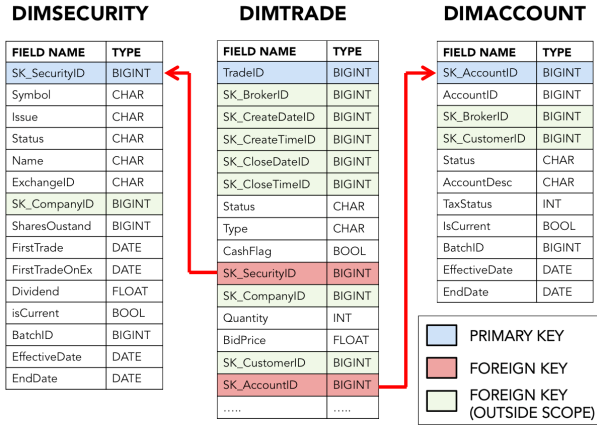 DIMSECURITY
FIELD NAME TYPE
SK_SecurityID BIGINT
Symbol CHAR
Issue CHAR
Status CHAR
Name CHAR
ExchangeID CHAR
SK_CompanyID BIGINT
SharesOustand BIGINT
FirstTrade DATE
FirstTradeOnEx DATE
Dividend FLOAT
isCurrent BOOL
BatchID BIGINT
EffectiveDate DATE
EndDate DATE
DIMTRADE
FIELD NAME TYPE
TradeID BIGINT
SK_BrokerID BIGINT
SK_CreateDateID BIGINT
SK_CreateTimeID BIGINT
SK_CloseDateID BIGINT
SK_CloseTimeID BIGINT
Status CHAR
Type CHAR
CashFlag BOOL
SK_SecurityID BIGINT
SK_CompanyID BIGINT
Quantity INT
BidPrice FLOAT
SK_CustomerID BIGINT
SK_AccountID BIGINT
..... .....
DIMACCOUNT
FIELD NAME TYPE
SK_AccountID BIGINT
AccountID BIGINT
SK_BrokerID BIGINT
SK_CustomerID BIGINT
Status CHAR
AccountDesc CHAR
TaxStatus INT
IsCurrent BOOL
BatchID BIGINT
EffectiveDate DATE
EndDate DATE
PRIMARY KEY
FOREIGN KEY
FOREIGN KEY
(OUTSIDE SCOPE)